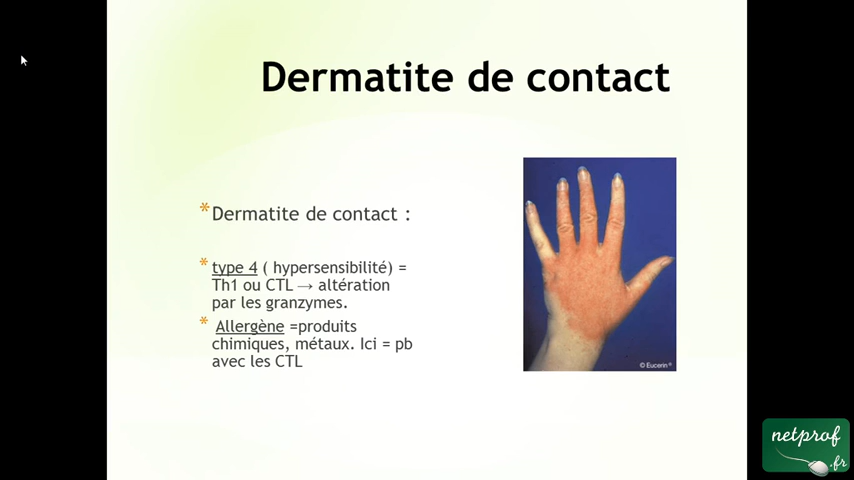 Dermatite de contact
* Dermatite de contact :
* type 4 ( hypersensibilité) =
Th1 ou CTL → altération
par les granzymes.
* Allergène =produits
chimiques, métaux. Ici = pb
avec les CTL
© Eucerin®
netprof
.fr